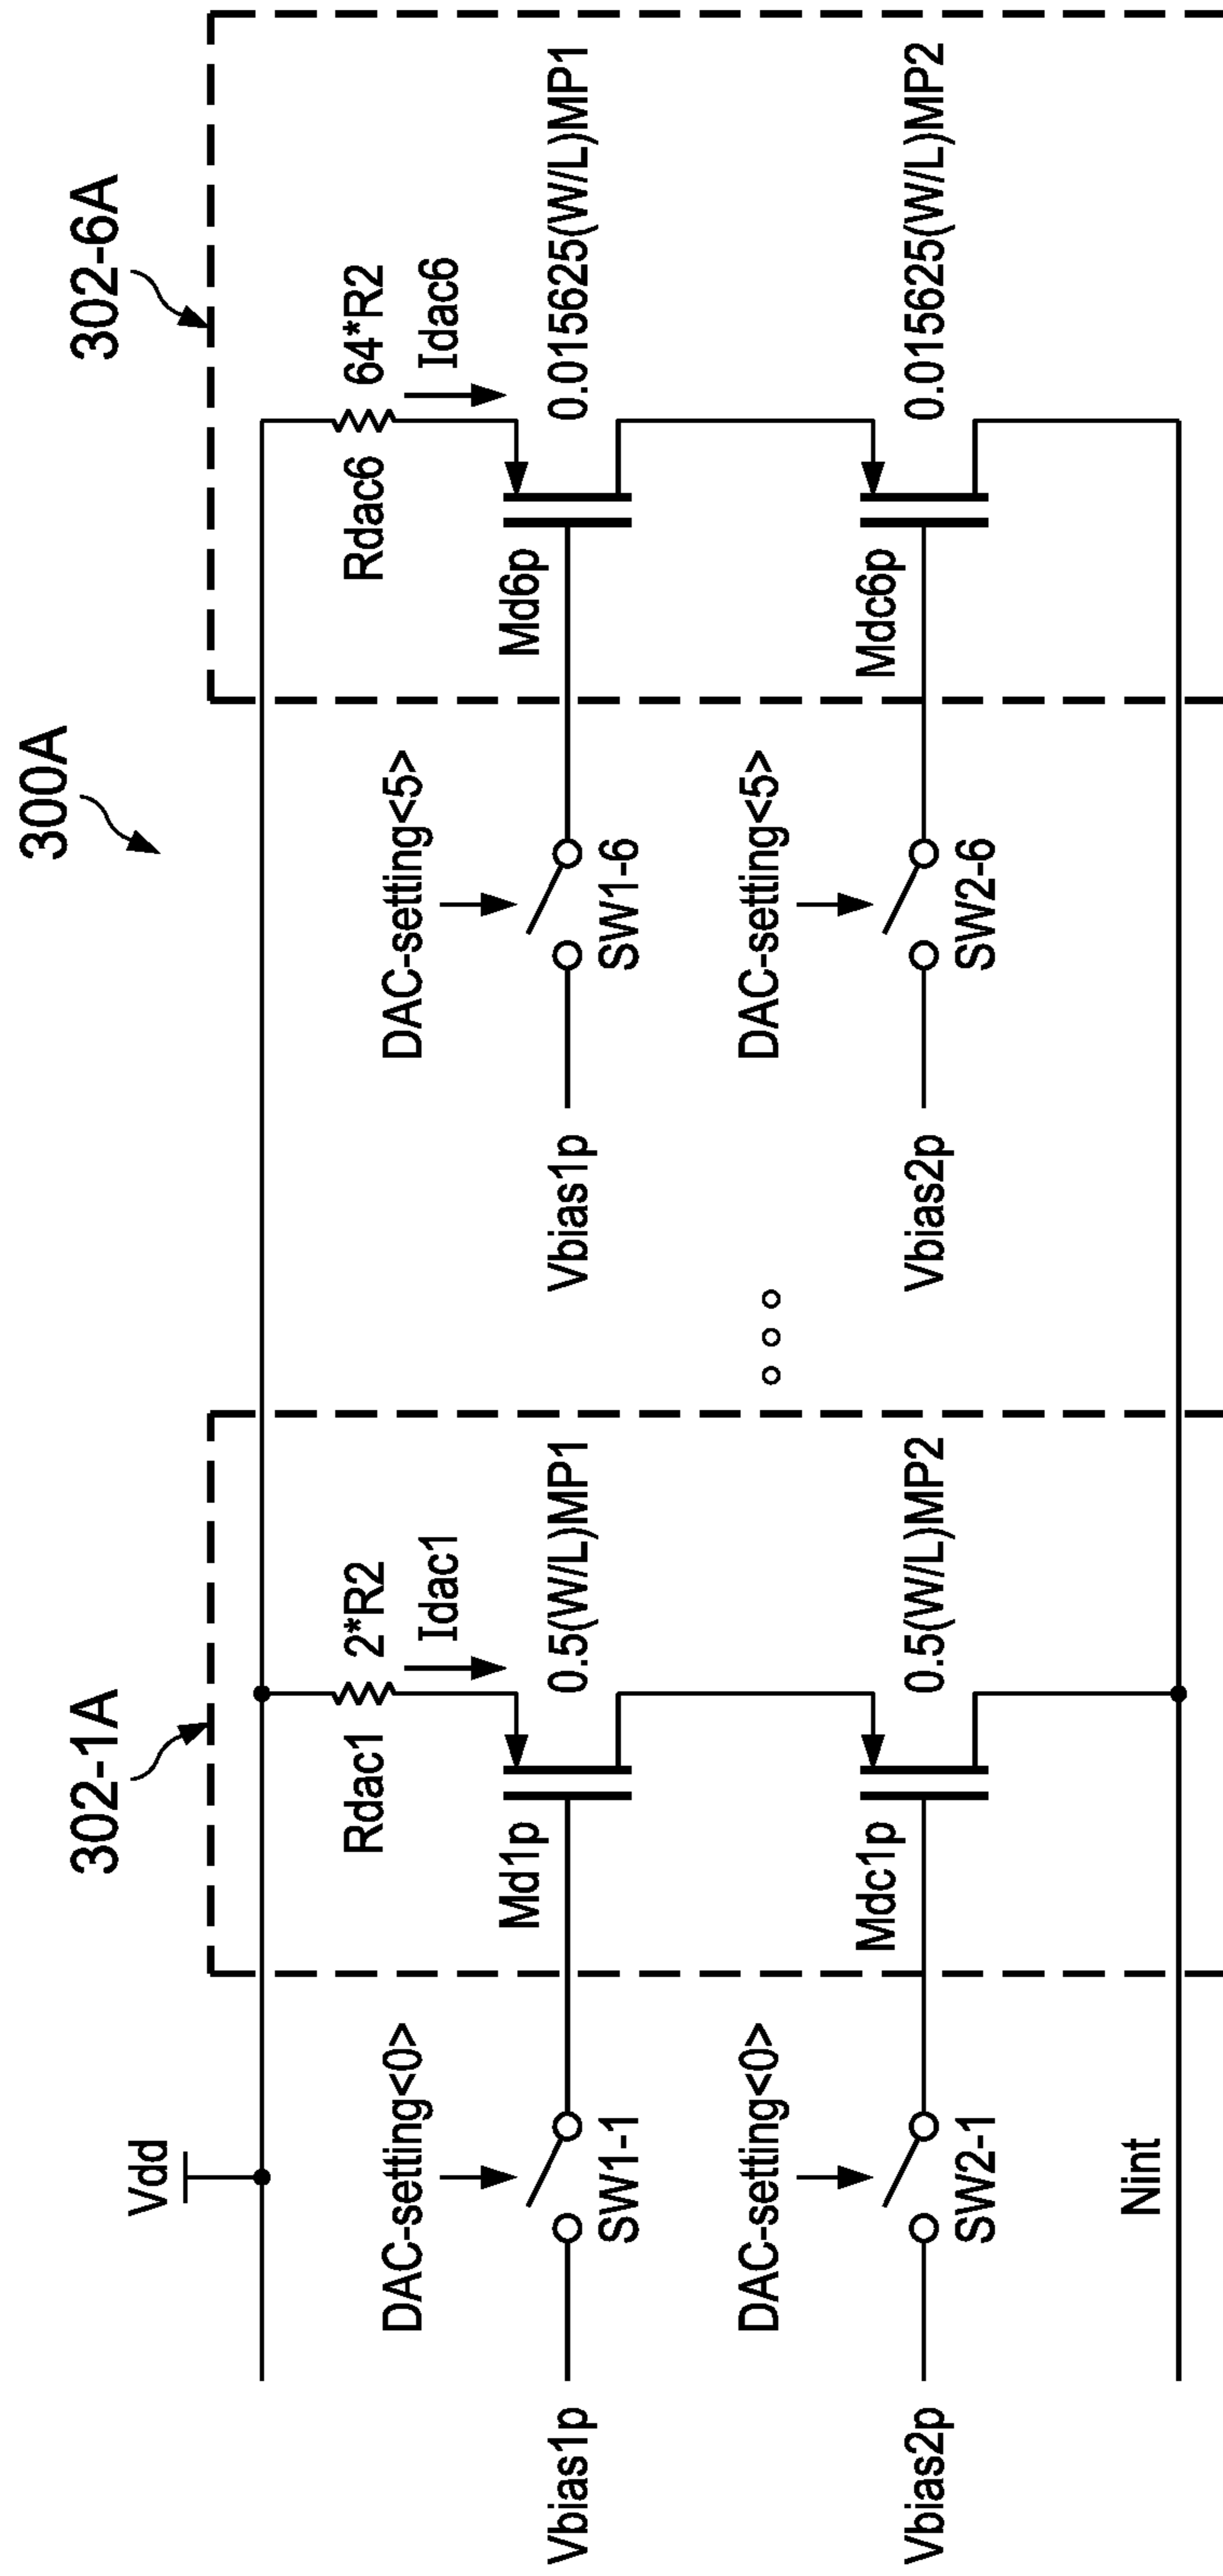 300A
302-1A
302-6A
Vdd
Rdac1
2*R2
Idac1
Rdac6
64*R2
Idac6
DAC-setting<0>
Md1p
0.5(W/L)MP1
DAC-setting<5>
Md6p
0.015625(W/L)MP1
Vbias1p
SW1-1
Vbias1p
SW1-6
DAC-setting<0>
Mdc1p
0.5(W/L)MP2
DAC-setting<5>
Mdc6p
0.015625(W/L)MP2
Vbias2p
SW2-1
Vbias2p
SW2-6
Nint